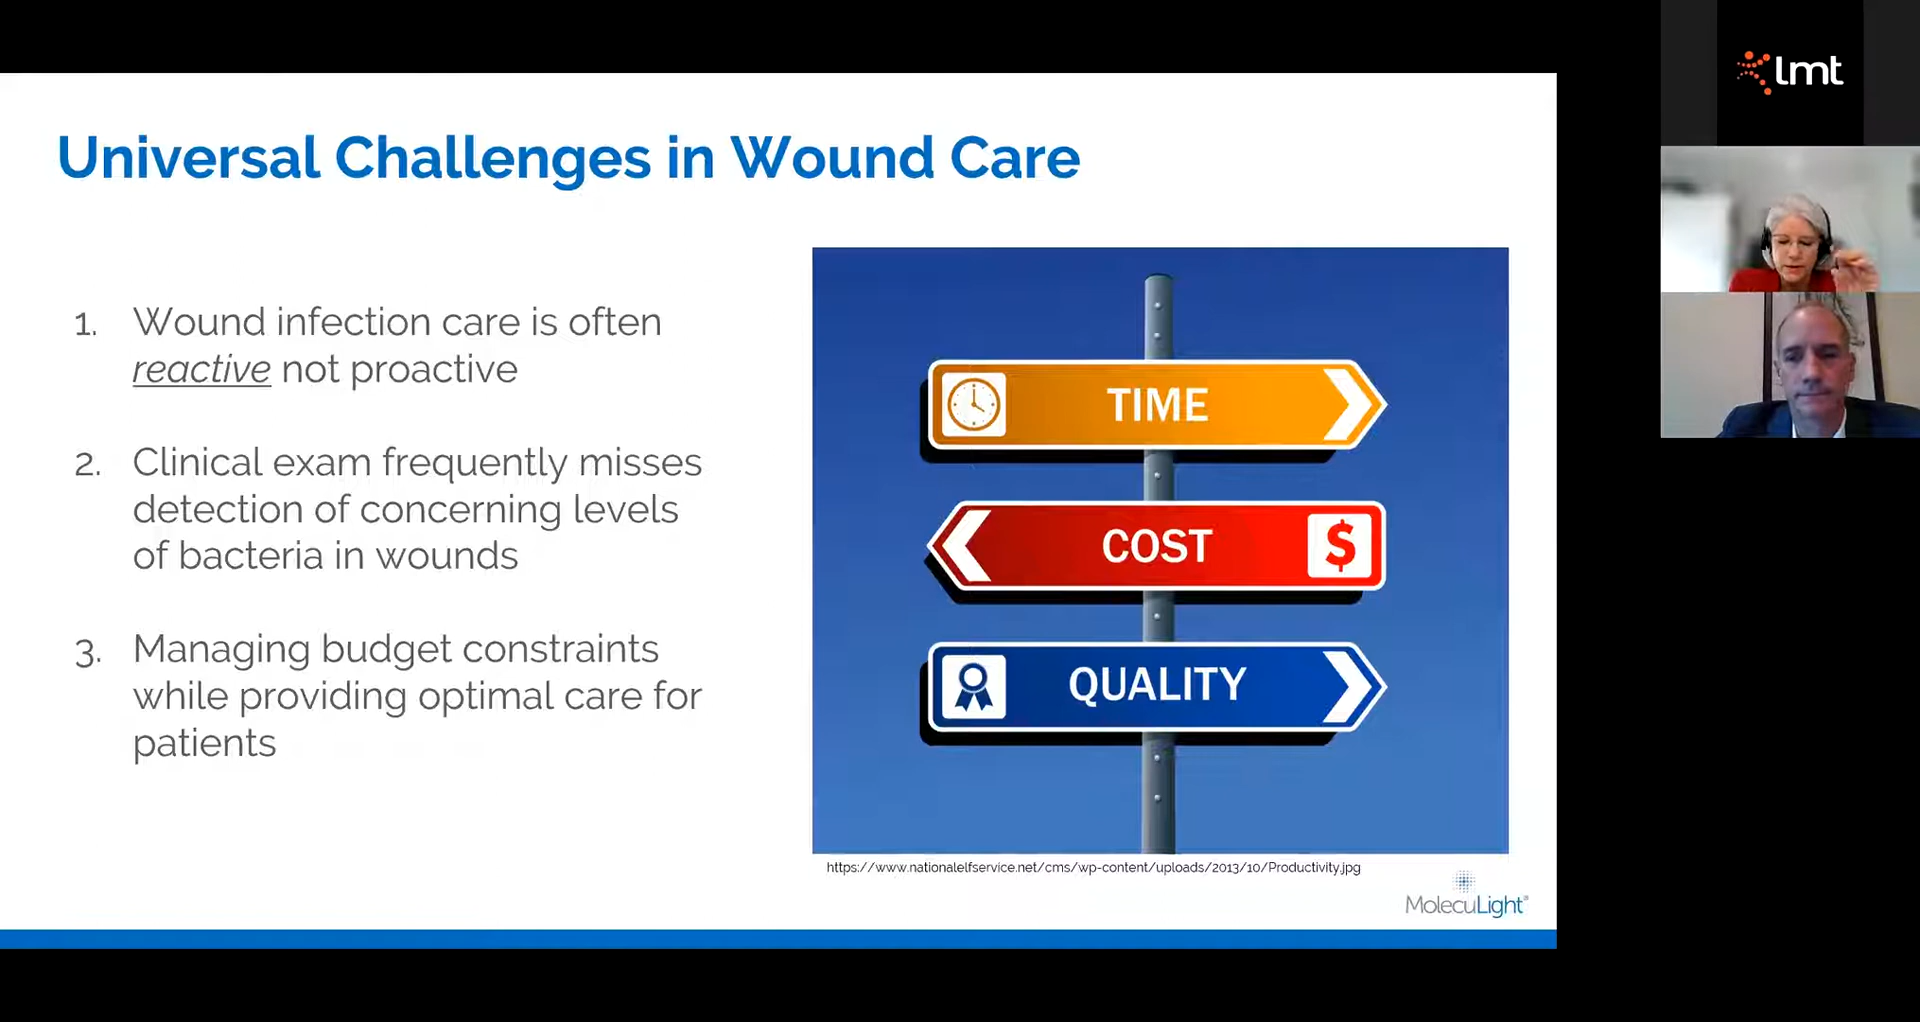 lmt
Universal Challenges in Wound Care
1. Wound infection care is often
reactive not proactive
2. Clinical exam frequently misses
detection of concerning levels
of bacteria in wounds
3. Managing budget constraints
while providing optimal care for
patients
TIME
COST
$
QUALITY
https://www.nationalelfservice.net/cms/wp-content/uploads/2013/10/Productivity.jpg
MolecuLight®